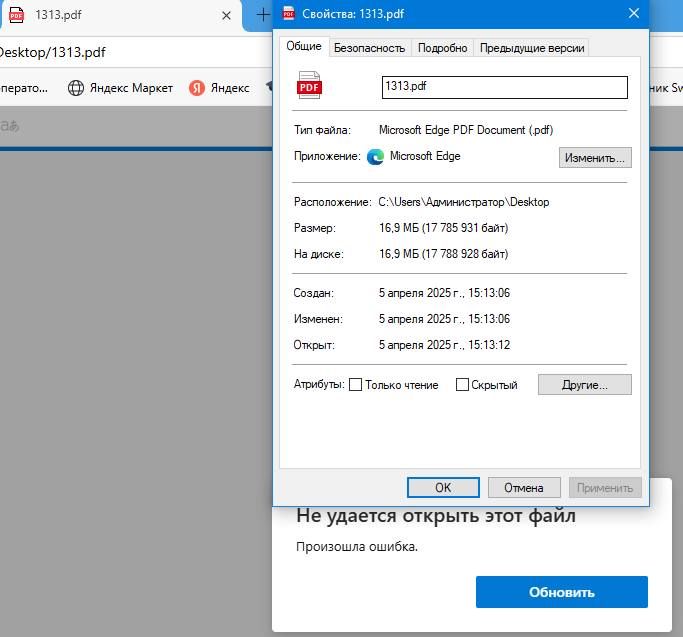 1313.pdf
Desktop/1313.pdf
перато...
Яндекс Маркет
Яндекс
ник Sw
аあ
Свойства: 1313.pdf
Общие
Безопасность
Подробно
Предыдущие версии
PDF
1313.pdf
Тип файла: Microsoft Edge PDF Document (.pdf)
Приложение: Microsoft Edge
Изменить...
Расположение: C:\Users\Администратор\Desktop
Размер: 16,9 МБ (17 785 931 байт)
На диске: 16,9 МБ (17 788 928 байт)
Создан: 5 апреля 2025 г., 15:13:06
Изменен: 5 апреля 2025 г., 15:13:06
Открыт: 5 апреля 2025 г., 15:13:12
Атрибуты: Только чтение Скрытый
Другие...
OK
Отмена
Применить
Не удается открыть этот файл
Произошла ошибка.
Обновить